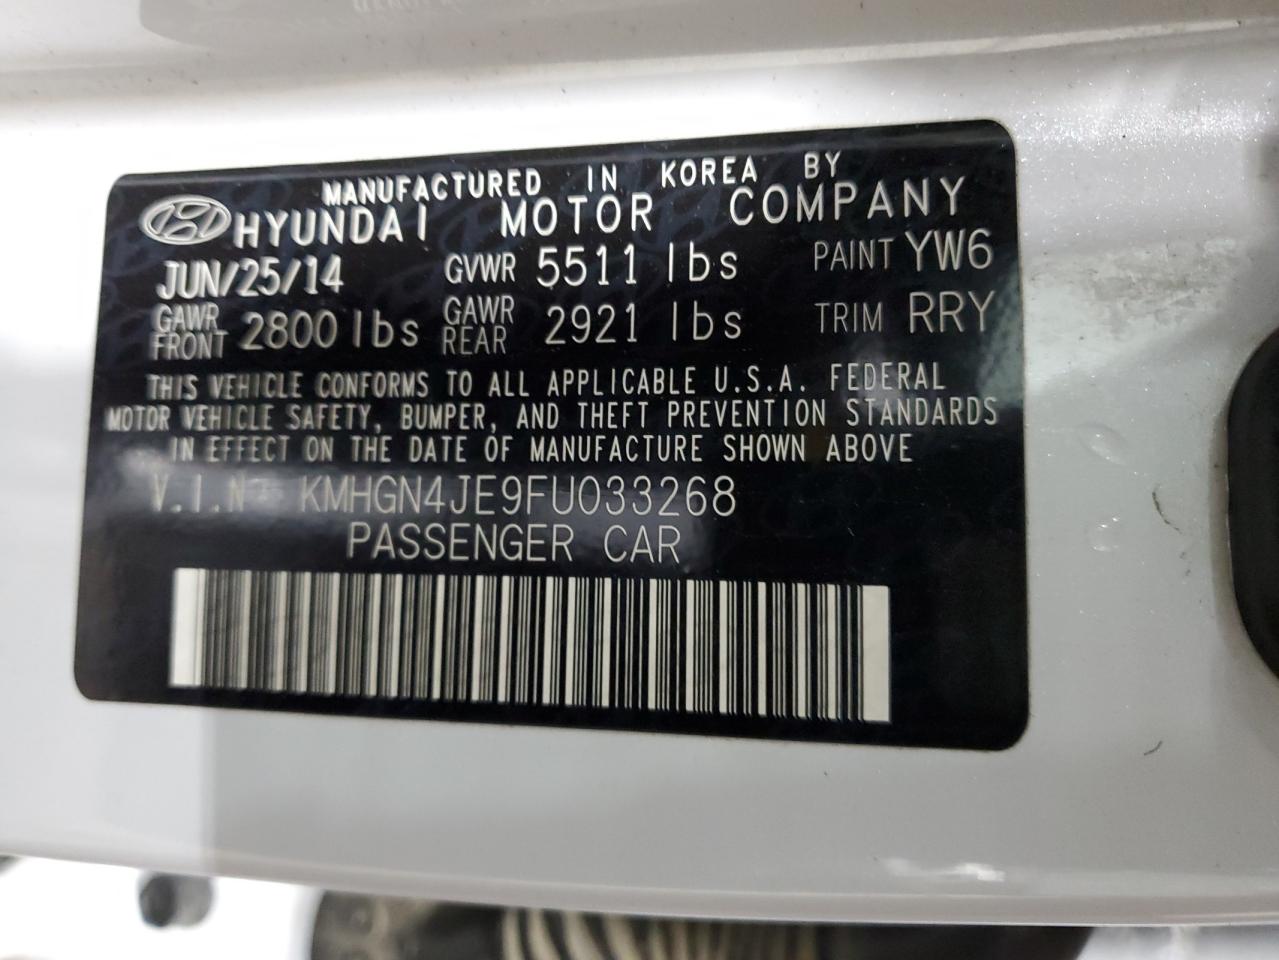 MANUFACTURED IN KOREA BY
HYUNDAI MOTOR COMPANY
JUN/25/14 GVWR 5511 lbs PAINT YW6
GAWR FRONT 2800 lbs GAWR REAR 2921 lbs TRIM RRY
THIS VEHICLE CONFORMS TO ALL APPLICABLE U.S.A. FEDERAL
MOTOR VEHICLE SAFETY, BUMPER, AND THEFT PREVENTION STANDARDS
IN EFFECT ON THE DATE OF MANUFACTURE SHOWN ABOVE
V.I.N KMHGN4JE9FU033268
PASSENGER CAR